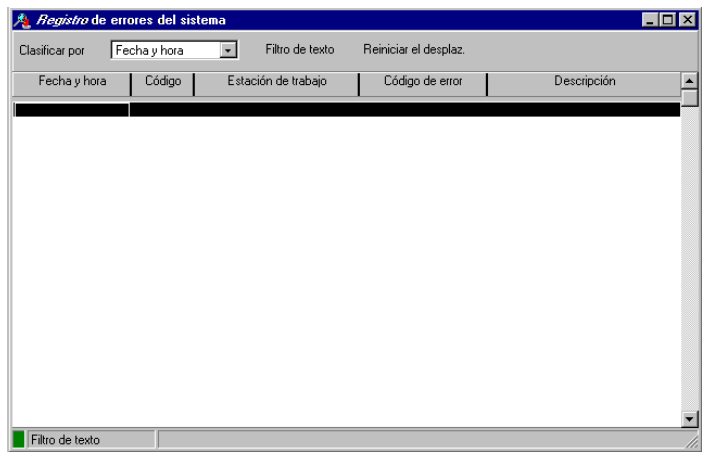 Registro de errores del sistema
Clasificar por Fecha y hora Filtro de texto Reiniciar el desplaz.
Fecha y hora Código Estación de trabajo Código de error Descripción
Filtro de texto